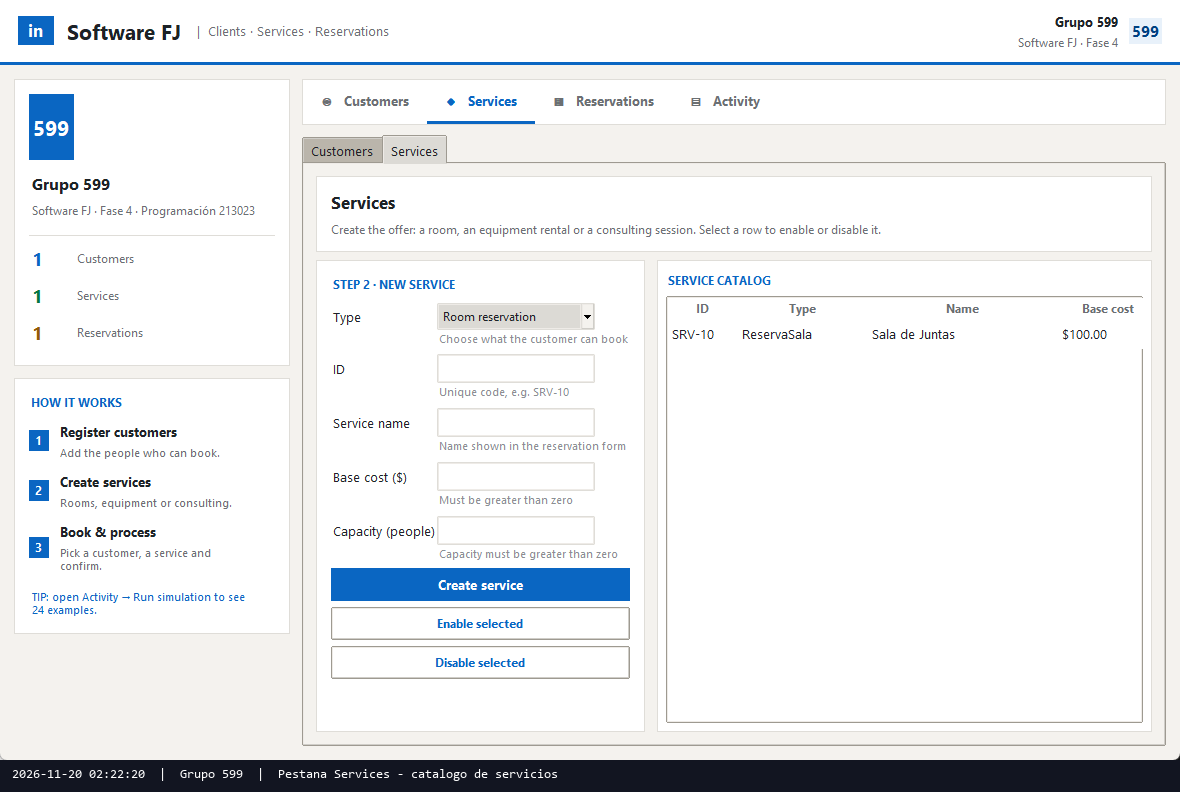 in Software FJ | Clients · Services · Reservations
Grupo 599
Software FJ · Fase 4
599
599
Grupo 599
Software FJ · Fase 4 · Programación 213023
1 Customers
1 Services
1 Reservations
HOW IT WORKS
1 Register customers
Add the people who can book.
2 Create services
Rooms, equipment or consulting.
3 Book & process
Pick a customer, a service and
confirm.
TIP: open Activity → Run simulation to see
24 examples.
Customers Services Reservations Activity
Customers Services
Services
Create the offer: a room, an equipment rental or a consulting session. Select a row to enable or disable it.
STEP 2 · NEW SERVICE
Type Room reservation
Choose what the customer can book
ID
Unique code, e.g. SRV-10
Service name
Name shown in the reservation form
Base cost ($)
Must be greater than zero
Capacity (people)
Capacity must be greater than zero
Create service
Enable selected
Disable selected
SERVICE CATALOG
ID Type Name Base cost
SRV-10 ReservaSala Sala de Juntas $100.00
2026-11-20 02:22:20 | Grupo 599 | Pestana Services - catalogo de servicios